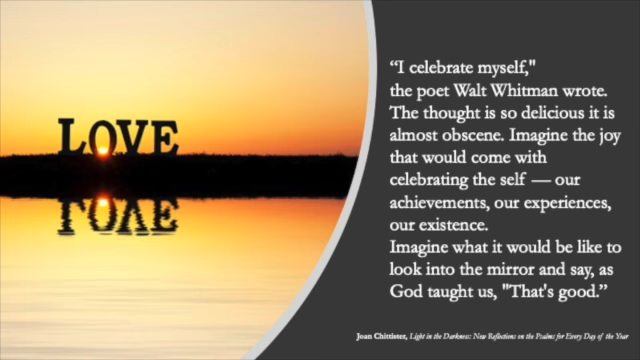 LOVE
“I celebrate myself,"
the poet Walt Whitman wrote.
The thought is so delicious it is
almost obscene. Imagine the joy
that would come with
celebrating the self — our
achievements, our experiences,
our existence.
Imagine what it would be like to
look into the mirror and say, as
God taught us, "That's good.”
Joan Chittister, Light in the Darkness: New Reflections on the Psalms for Every Day of the Year